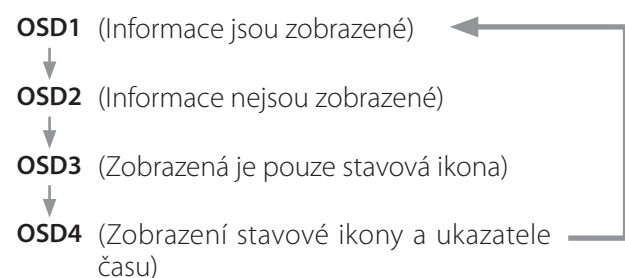 OSD1 (Informace jsou zobrazené)
OSD2 (Informace nejsou zobrazené)
OSD3 (Zobrazená je pouze stavová ikona)
OSD4 (Zobrazení stavové ikony a ukazatele
času)